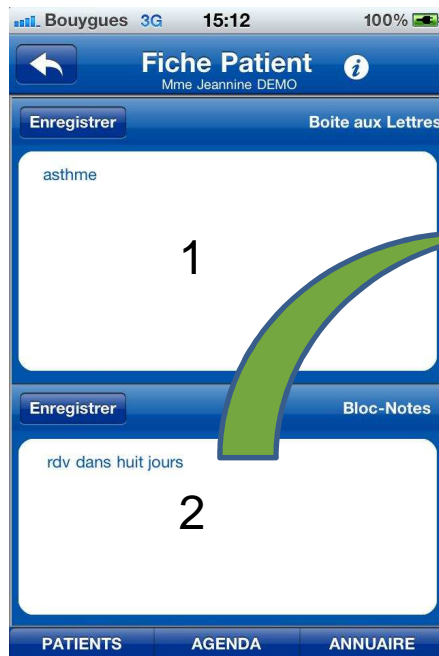 Bouygues 3G 15:12 100%
Fiche Patient
Mme Jeannine DEMO
Enregistrer Boite aux Lettres
asthme
1
Enregistrer Bloc-Notes
rdv dans huit jours
2
PATIENTS AGENDA ANNUAIRE